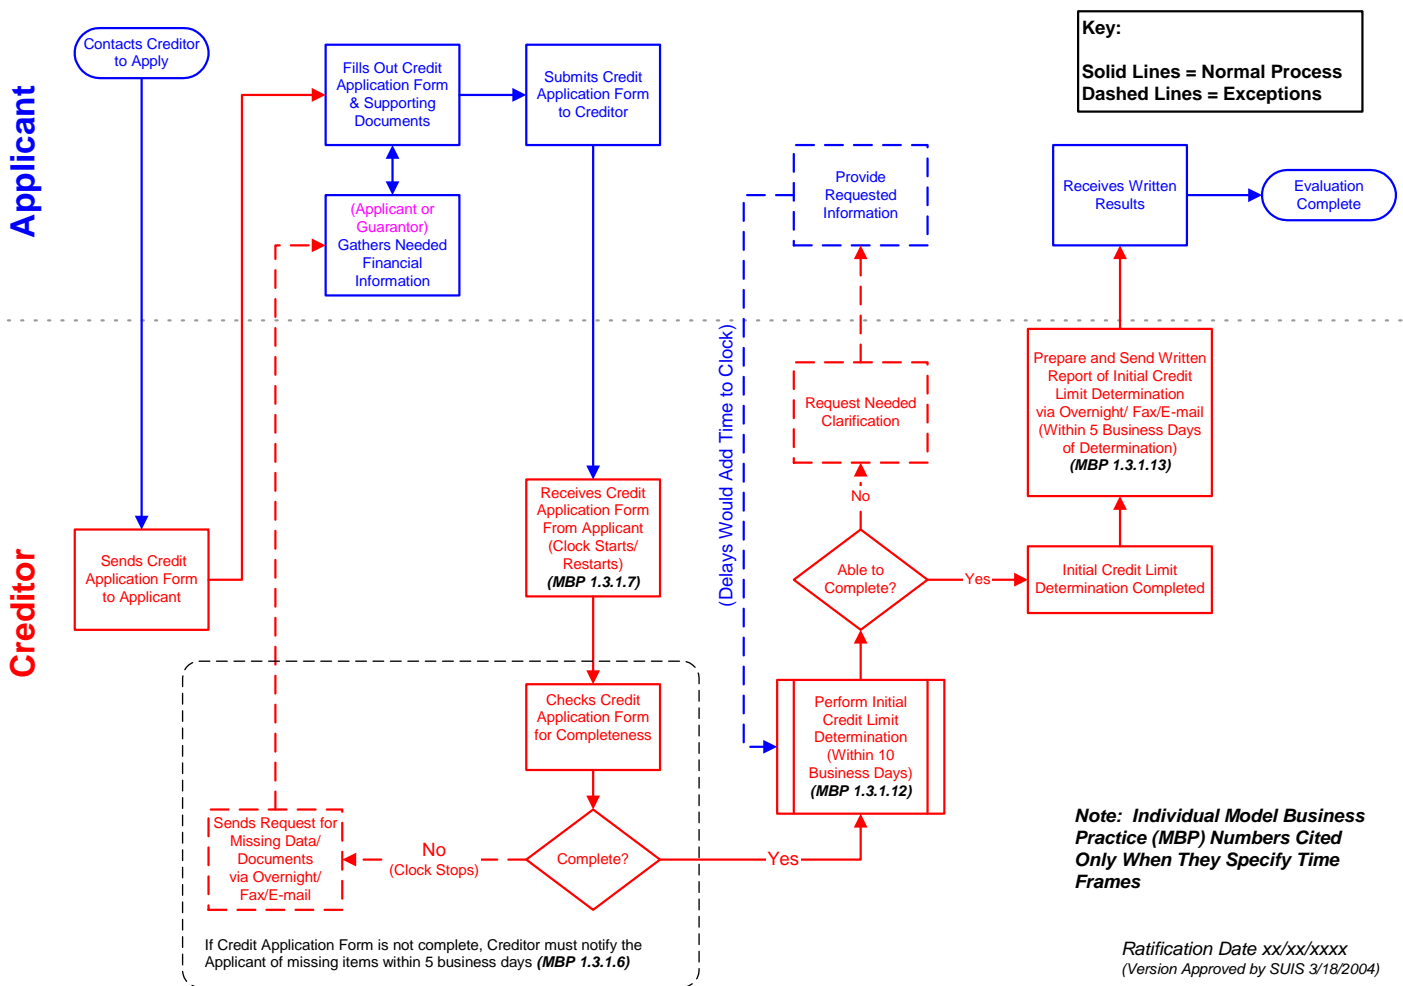 Applicant
Contacts Creditor
to Apply
Fills Out Credit
Application Form
& Supporting
Documents
Submits Credit
Application Form
to Creditor
(Applicant or
Guarantor)
Gathers Needed
Financial
Information
Provide
Requested
Information
Receives Written
Results
Evaluation
Complete
Key:
Solid Lines = Normal Process
Dashed Lines = Exceptions
(Delays Would Add Time to Clock)
Creditor
Sends Credit
Application Form
to Applicant
Receives Credit
Application Form
From Applicant
(Clock Starts/
Restarts)
(MBP 1.3.1.7)
Checks Credit
Application Form
for Completeness
Complete?
No
(Clock Stops)
Sends Request for
Missing Data/
Documents
via Overnight/
Fax/E-mail
If Credit Application Form is not complete, Creditor must notify the
Applicant of missing items within 5 business days (MBP 1.3.1.6)
Yes
Perform Initial
Credit Limit
Determination
(Within 10
Business Days)
(MBP 1.3.1.12)
Able to
Complete?
No
Request Needed
Clarification
Yes
Initial Credit Limit
Determination Completed
Prepare and Send Written
Report of Initial Credit
Limit Determination
via Overnight/ Fax/E-mail
(Within 5 Business Days
of Determination)
(MBP 1.3.1.13)
Note: Individual Model Business
Practice (MBP) Numbers Cited
Only When They Specify Time
Frames
Ratification Date xx/xx/xxxx
(Version Approved by SUIS 3/18/2004)